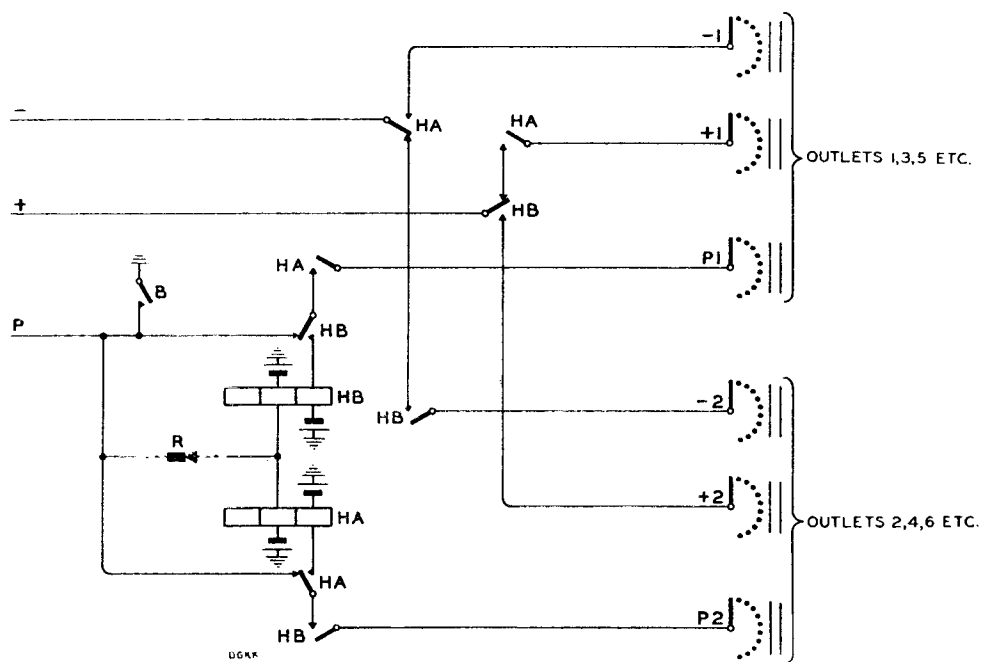 -1
-
HA
HA
+1
OUTLETS 1,3,5 ETC.
+
HB
HA
P1
B
P
HB
HB
HB
-2
R
+2
HA
OUTLETS 2,4,6 ETC.
HA
HB
P2